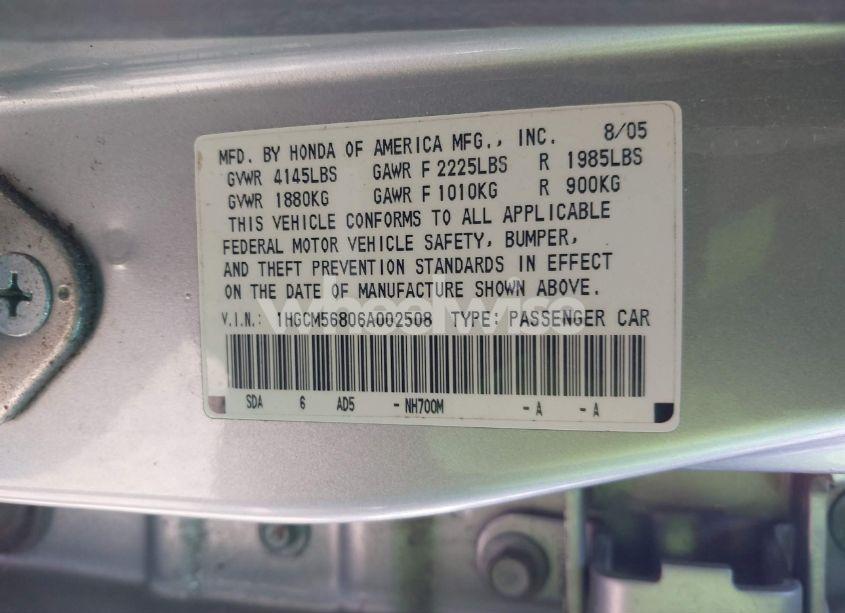 MFD. BY HONDA OF AMERICA MFG., INC. 8/05
GVWR 4145LBS GAWR F 2225LBS R 1985LBS
GVWR 1880KG GAWR F 1010KG R 900KG
THIS VEHICLE CONFORMS TO ALL APPLICABLE
FEDERAL MOTOR VEHICLE SAFETY, BUMPER,
AND THEFT PREVENTION STANDARDS IN EFFECT
ON THE DATE OF MANUFACTURE SHOWN ABOVE.
wheelwise
V.I.N.: 1HGCM56806A002508 TYPE: PASSENGER CAR
SDA 6 AD5 - NH700M - A - A